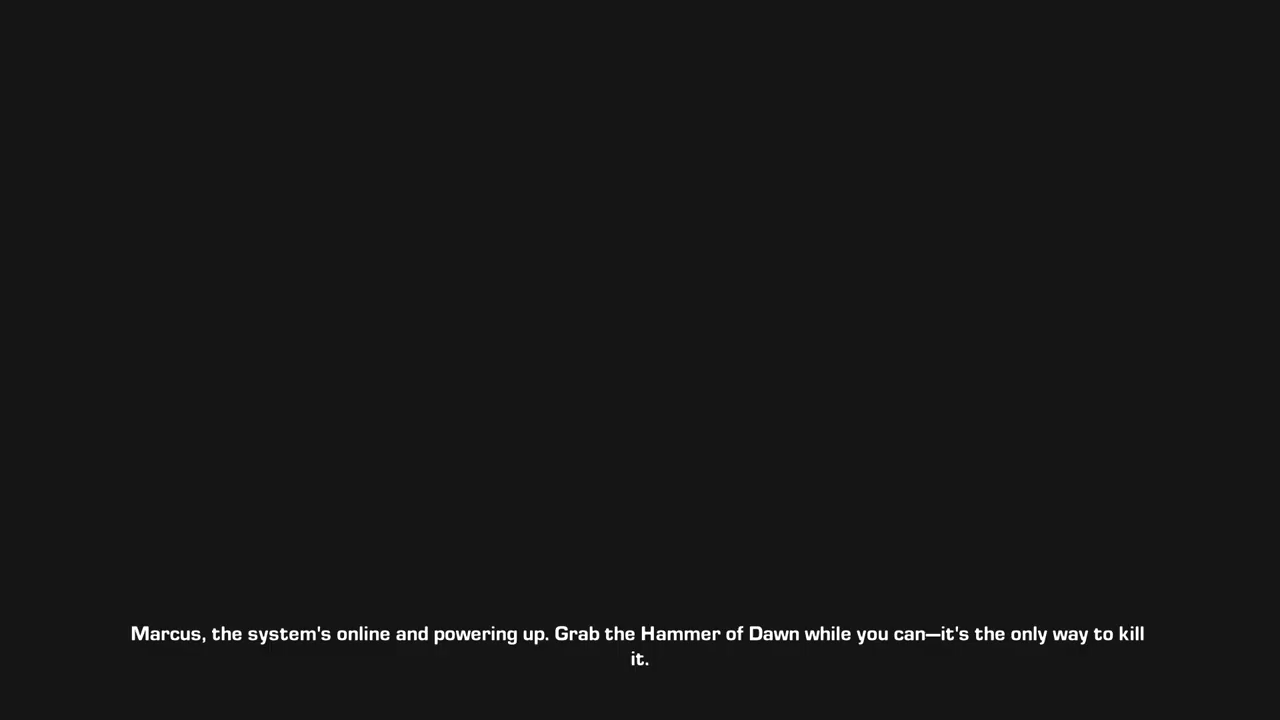 Marcus, the system's online and powering up. Grab the Hammer of Dawn while you can—it's the only way to kill
it.